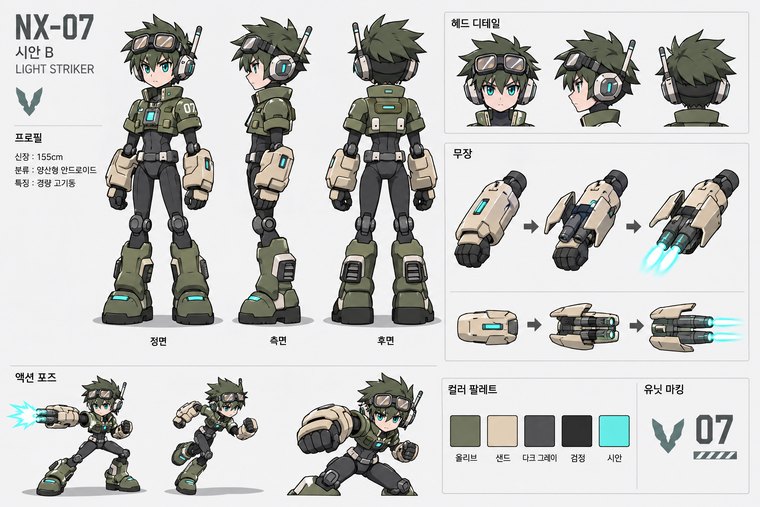 NX-07
시안 B
LIGHT STRIKER
프로필
신장 : 155cm
분류 : 양산형 안드로이드
특징 : 경량 고기동
07
정면
측면
후면
헤드 디테일
무장
액션 포즈
컬러 팔레트
올리브
샌드
다크 그레이
검정
시안
유닛 마킹
07